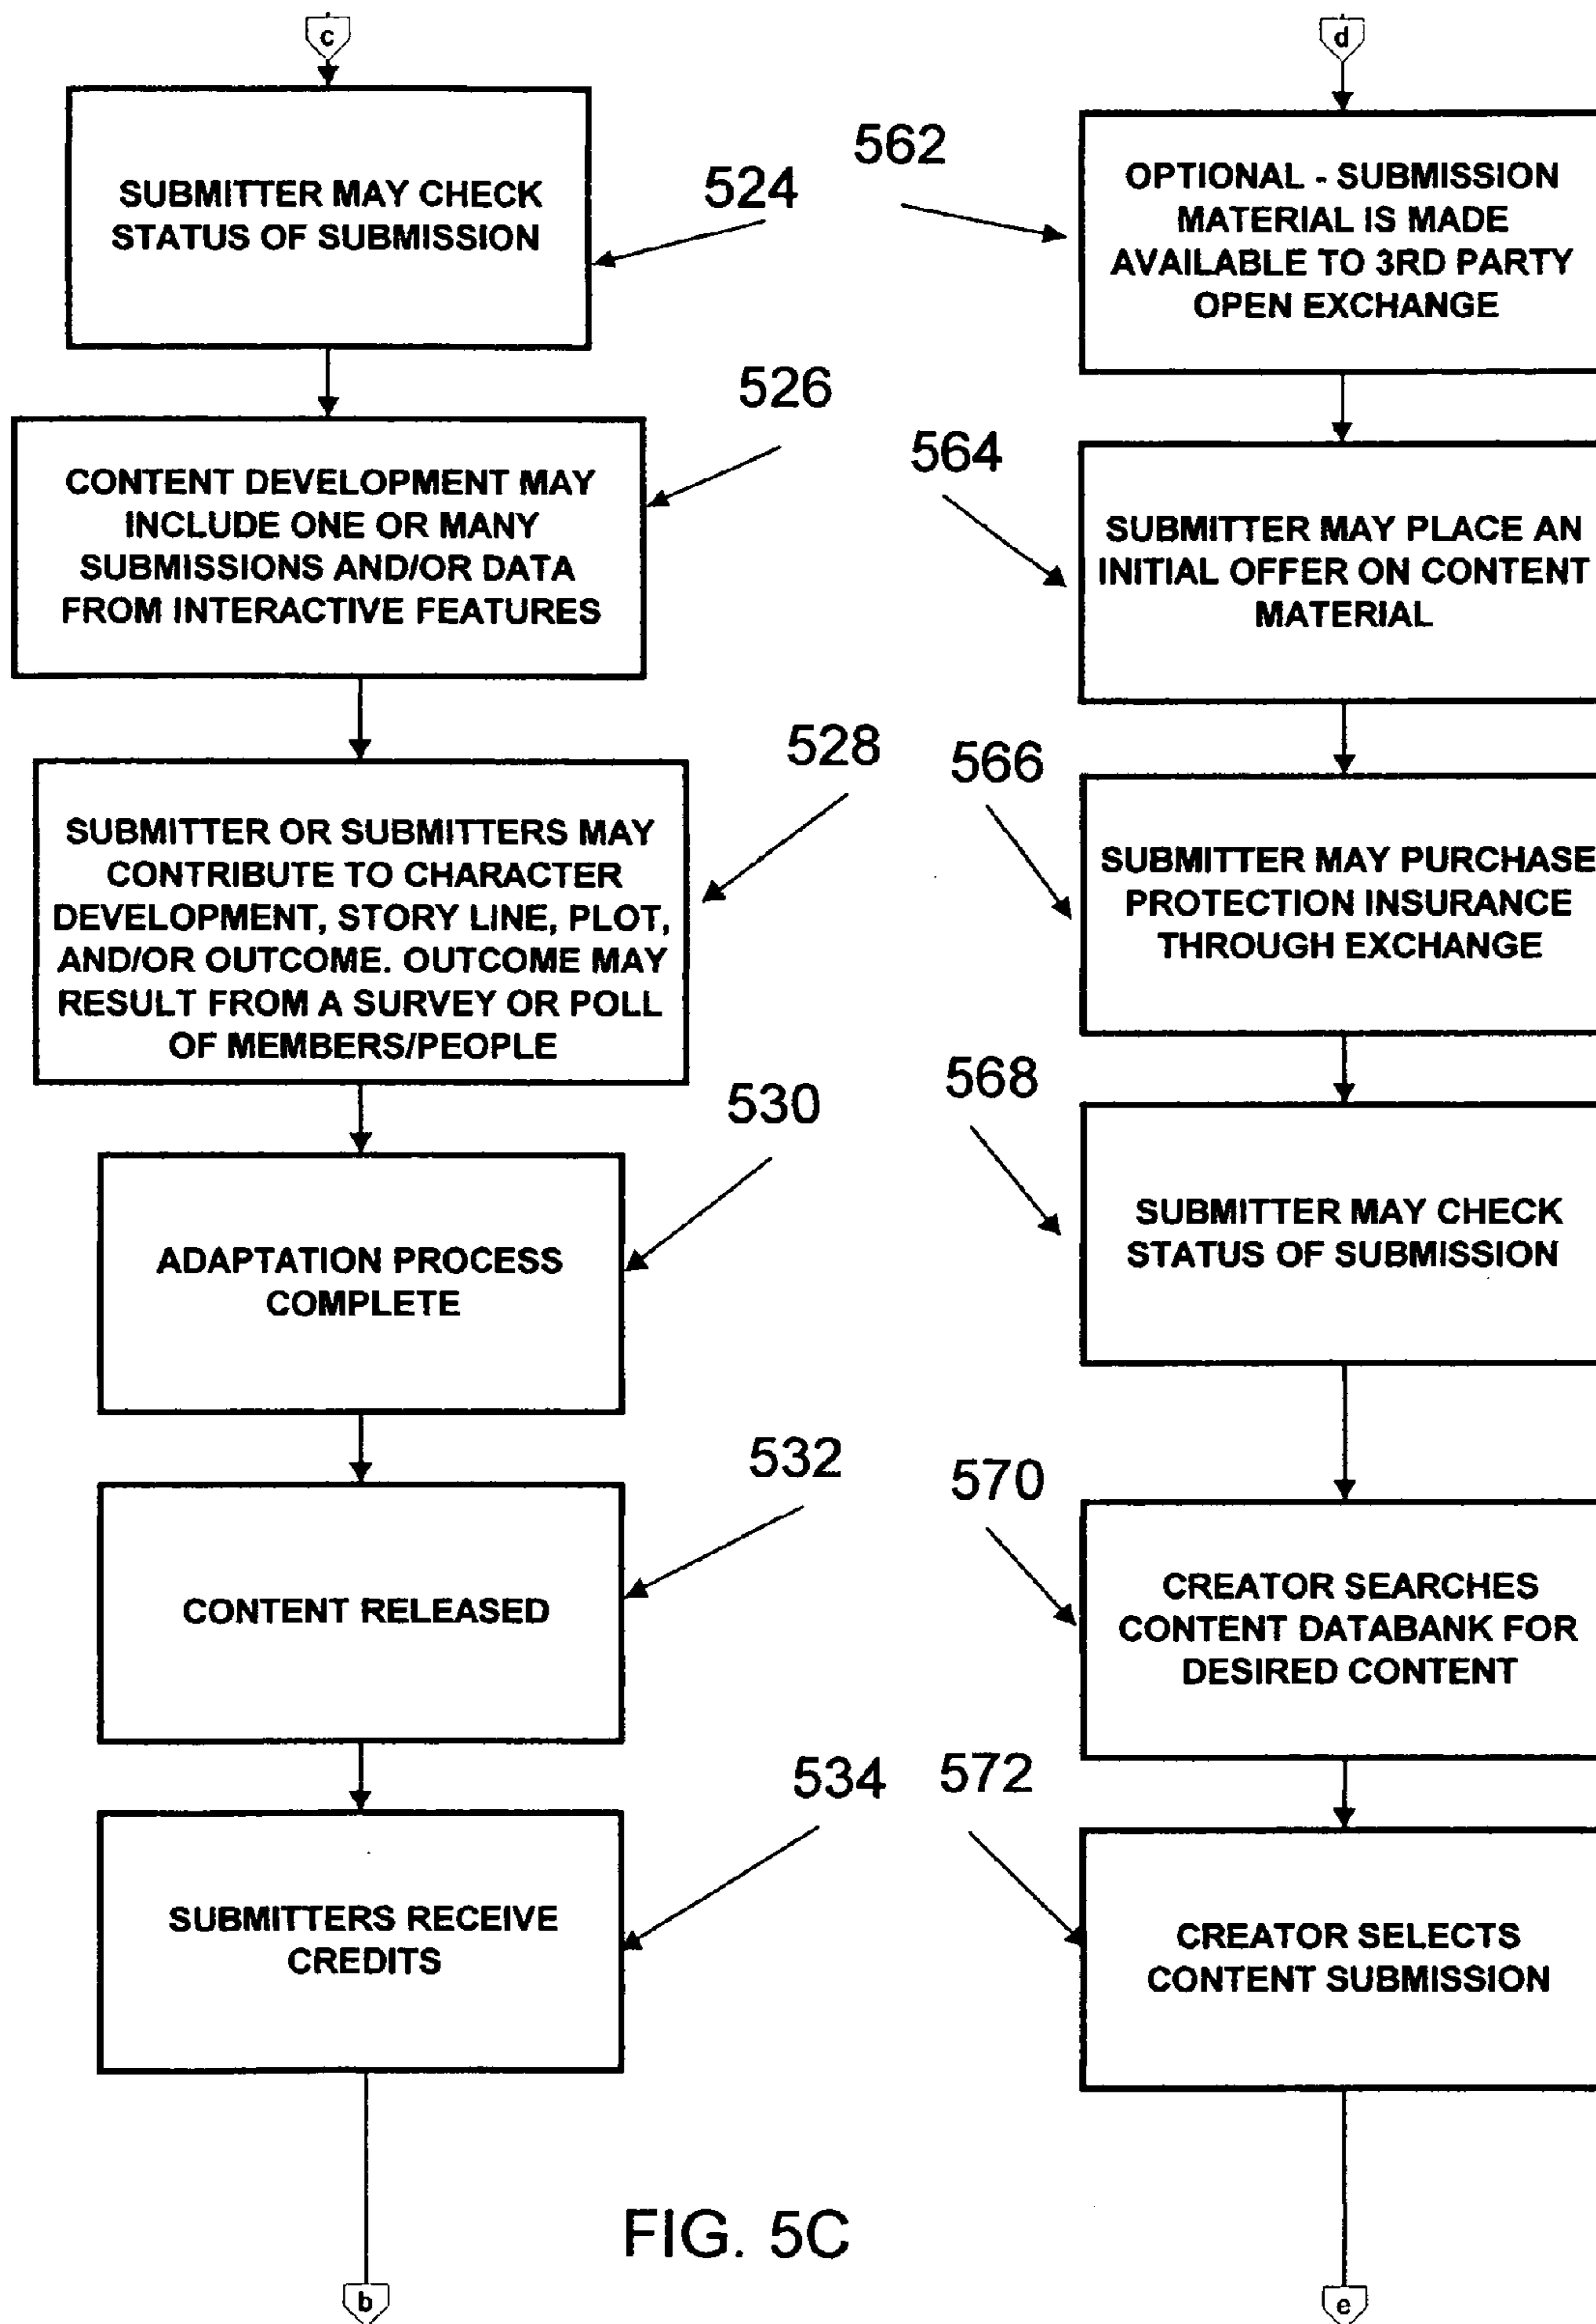 c
SUBMITTER MAY CHECK
STATUS OF SUBMISSION
524
CONTENT DEVELOPMENT MAY
INCLUDE ONE OR MANY
SUBMISSIONS AND/OR DATA
FROM INTERACTIVE FEATURES
526
SUBMITTER OR SUBMITTERS MAY
CONTRIBUTE TO CHARACTER
DEVELOPMENT, STORY LINE, PLOT,
AND/OR OUTCOME. OUTCOME MAY
RESULT FROM A SURVEY OR POLL
OF MEMBERS/PEOPLE
528
ADAPTATION PROCESS
COMPLETE
530
CONTENT RELEASED
532
SUBMITTERS RECEIVE
CREDITS
534
b
d
562
OPTIONAL - SUBMISSION
MATERIAL IS MADE
AVAILABLE TO 3RD PARTY
OPEN EXCHANGE
564
SUBMITTER MAY PLACE AN
INITIAL OFFER ON CONTENT
MATERIAL
566
SUBMITTER MAY PURCHASE
PROTECTION INSURANCE
THROUGH EXCHANGE
568
SUBMITTER MAY CHECK
STATUS OF SUBMISSION
570
CREATOR SEARCHES
CONTENT DATABANK FOR
DESIRED CONTENT
572
CREATOR SELECTS
CONTENT SUBMISSION
e
FIG. 5C